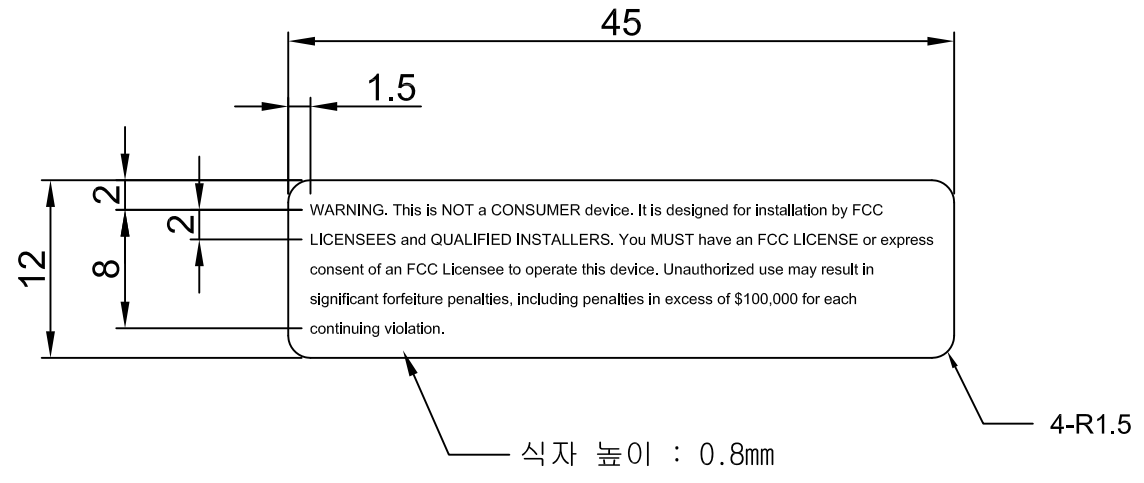 45
1.5
2
2
12
8
WARNING. This is NOT a CONSUMER device. It is designed for installation by FCC
LICENSEES and QUALIFIED INSTALLERS. You MUST have an FCC LICENSE or express
consent of an FCC Licensee to operate this device. Unauthorized use may result in
significant forfeiture penalties, including penalties in excess of $100,000 for each
continuing violation.
4-R1.5
식자 높이 : 0.8mm